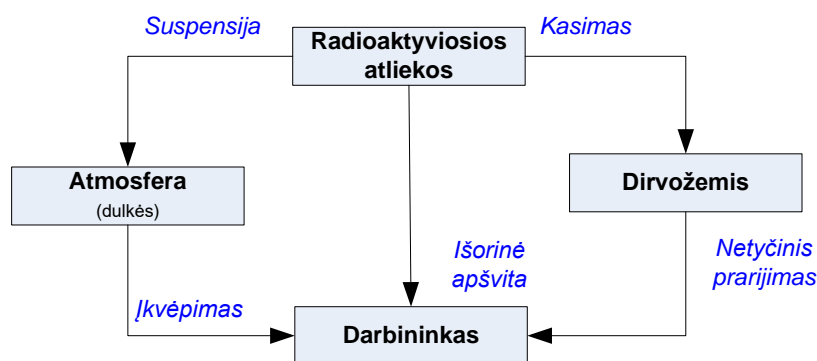 Suspensija
Radioaktyviosios
atliekos
Kasimas
Atmosfera
(dulkės)
Dirvožemis
Išorinė
apšvita
Netyčinis
prarijimas
Įkvėpimas
Darbininkas